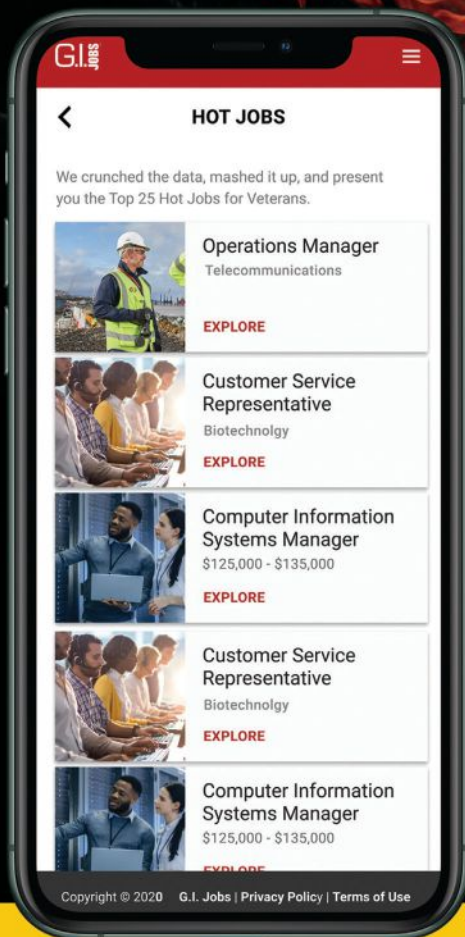 G.I. JOBS
HOT JOBS
We crunched the data, mashed it up, and present
you the Top 25 Hot Jobs for Veterans.
Operations Manager
Telecommunications
EXPLORE
Customer Service
Representative
Biotechnolgy
EXPLORE
Computer Information
Systems Manager
$125,000 - $135,000
EXPLORE
Customer Service
Representative
Biotechnolgy
EXPLORE
Computer Information
Systems Manager
$125,000 - $135,000
EXPLORE
Copyright © 2020 G.I. Jobs | Privacy Policy | Terms of Use